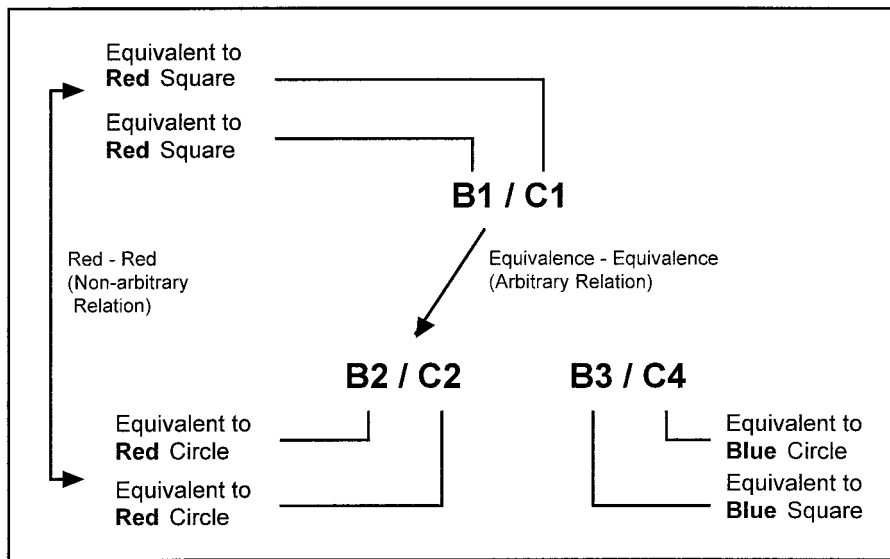 Equivalent to
Red Square
Equivalent to
Red Square
B1 / C1
Red - Red
(Non-arbitrary
Relation)
Equivalence - Equivalence
(Arbitrary Relation)
B2 / C2
B3 / C4
Equivalent to
Red Circle
Equivalent to
Red Circle
Equivalent to
Blue Circle
Equivalent to
Blue Square